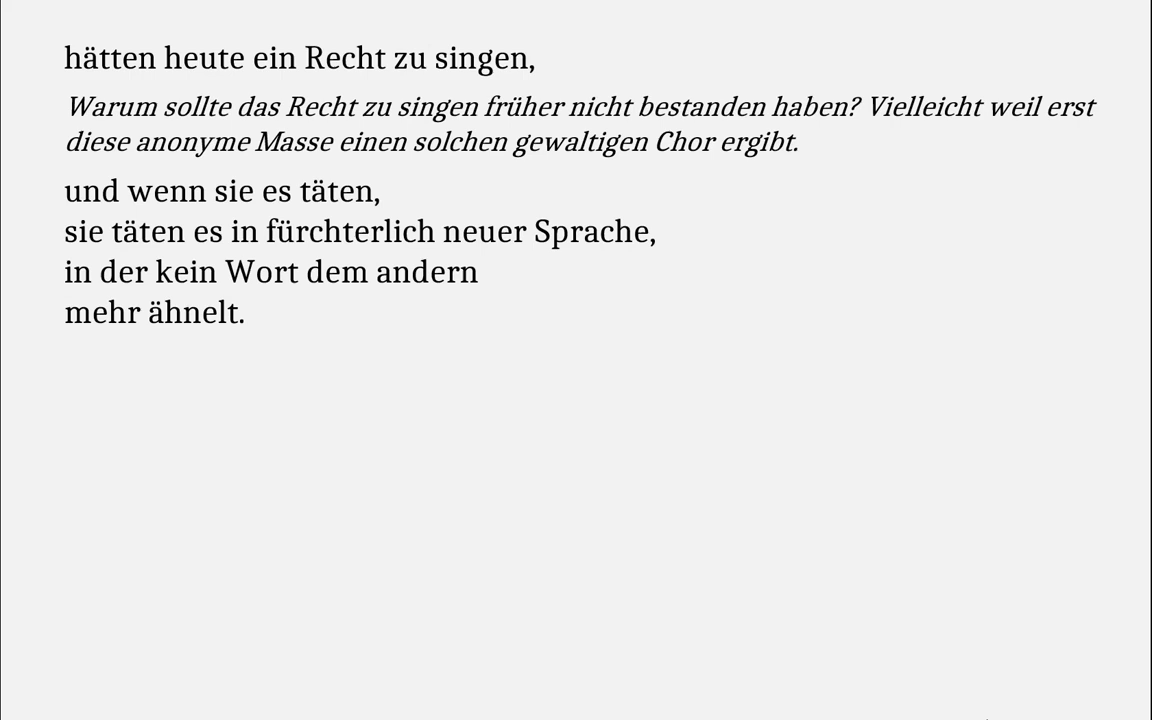 hätten heute ein Recht zu singen,
Warum sollte das Recht zu singen früher nicht bestanden haben? Vielleicht weil erst
diese anonyme Masse einen solchen gewaltigen Chor ergibt.
und wenn sie es täten,
sie täten es in fürchterlich neuer Sprache,
in der kein Wort dem andern
mehr ähnelt.